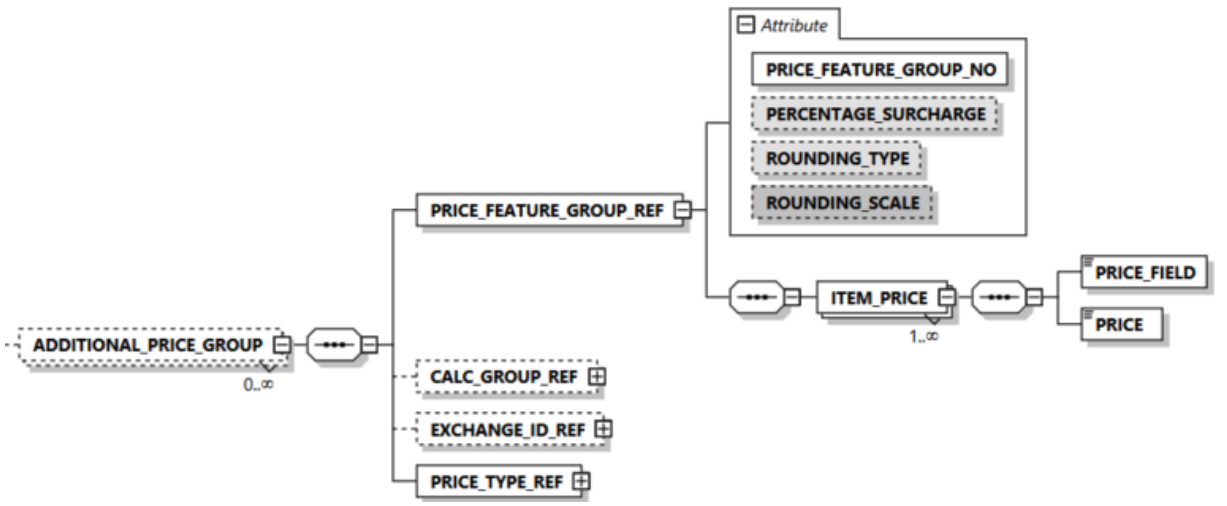 Attribute
PRICE_FEATURE_GROUP_NO
PERCENTAGE_SURCHARGE
ROUNDING_TYPE
ROUNDING_SCALE
PRICE_FEATURE_GROUP_REF
PRICE_FIELD
ITEM_PRICE
PRICE
1..∞
ADDITIONAL_PRICE_GROUP
0..∞
CALC_GROUP_REF
EXCHANGE_ID_REF
PRICE_TYPE_REF